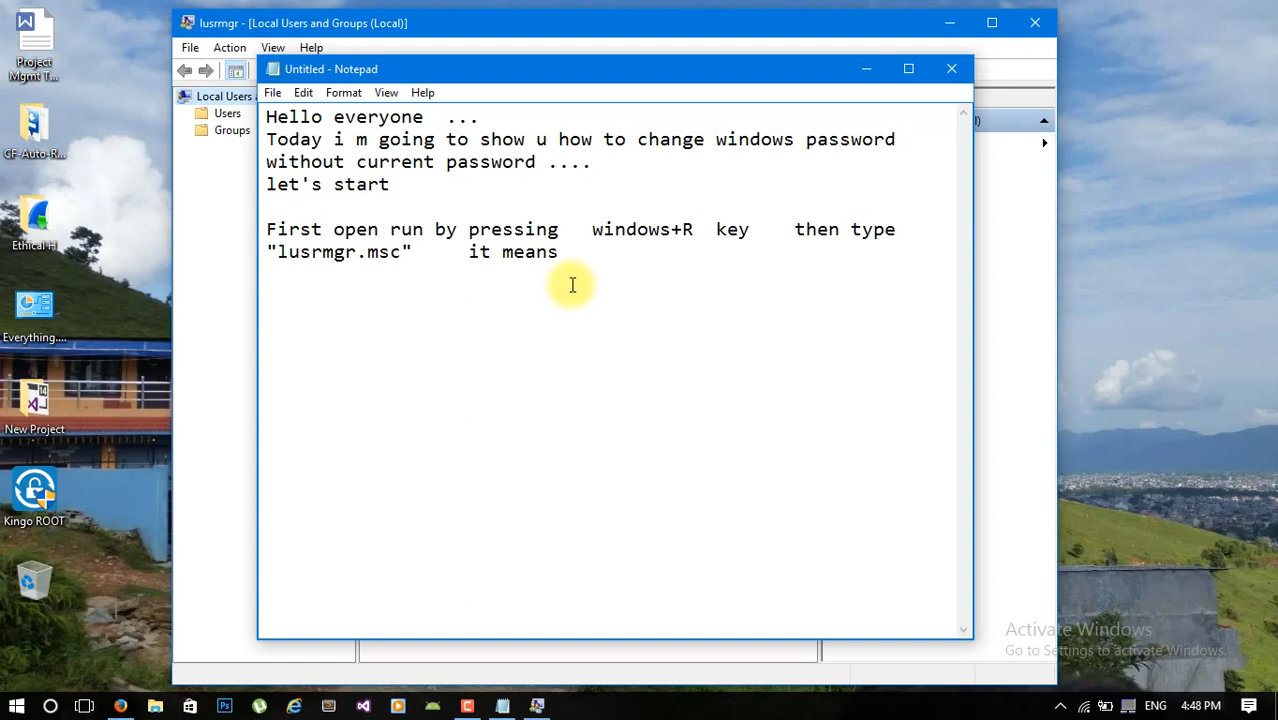 lusrmgr - [Local Users and Groups (Local)]
File Action View Help
Untitled - Notepad
File Edit Format View Help
Local Users
Users
Groups
Hello everyone ...
Today i m going to show u how to change windows password
without current password ....
let's start
First open run by pressing windows+R key then type
"lusrmgr.msc" it means
Project
Mgmt T...
CF-Auto-R...
Ethical H
Everything....
New Project
Kingo ROOT
Activate Windows
Go to Settings to activate Windows.
ENG 4:48 PM